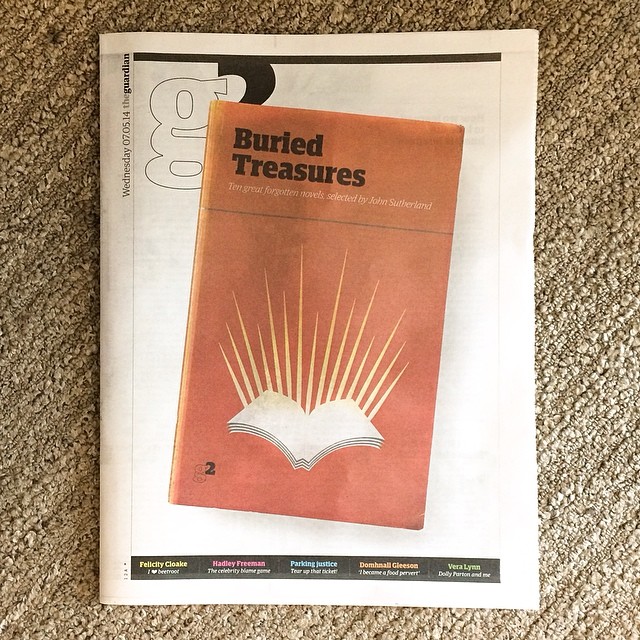 Wednesday 07.05.14 theguardian
g2
Buried
Treasures
Ten great forgotten novels, selected by John Sutherland
g2
Felicity Cloake
I ❤ beetroot
Hadley Freeman
The celebrity blame game
Parking justice
Tear up that ticket!
Domhnall Gleeson
'I became a food pervert'
Vera Lynn
Dolly Parton and me